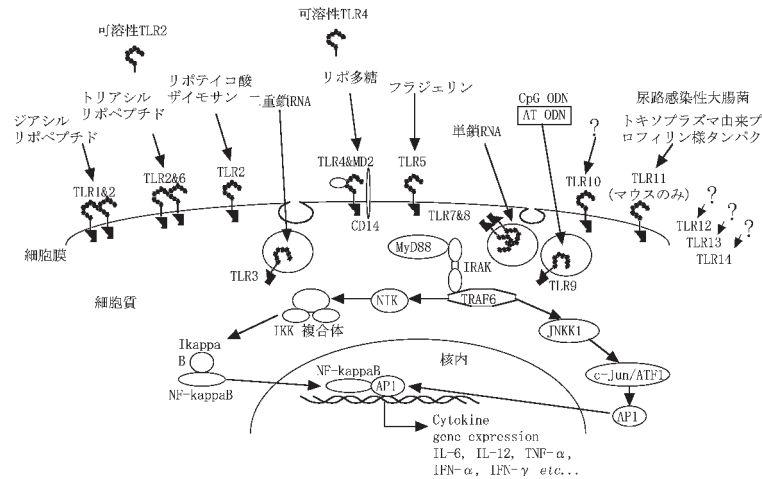 可溶性TLR2
可溶性TLR4
ジアシル
リポペプチド
トリアシル
リポペプチド
リポテイコ酸
ザイモサン
二重鎖RNA
リポ多糖
フラジェリン
単鎖RNA
CpG ODN
AT ODN
?
尿路感染性大腸菌
トキソプラズマ由来プ
ロフィリン様タンパク
TLR1&2
TLR2&6
TLR2
TLR4&MD2
CD14
TLR5
TLR7&8
TLR10
TLR11
(マウスのみ)
?
TLR12
?
TLR13
?
TLR14
細胞膜
TLR3
MyD88
IRAK
TLR9
細胞質
IKK 複合体
NTK
TRAF6
JNKK1
Ikappa
B
NF-kappaB
核内
NF-kappaB
AP1
c-Jun/ATF1
AP1
Cytokine
gene expression
IL-6, IL-12, TNF-α,
IFN-α, IFN-γ etc...